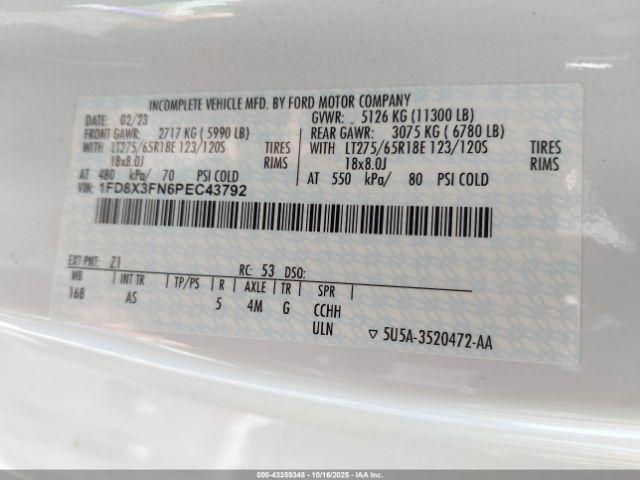 INCOMPLETE VEHICLE MFD. BY FORD MOTOR COMPANY
DATE: 02/23 GVWR: 5126 KG (11300 LB)
FRONT GAWR: 2717 KG (5990 LB) REAR GAWR: 3075 KG (6780 LB)
WITH LT275/65R18E 123/120S TIRES WITH LT275/65R18E 123/120S TIRES
18x8.0J RIMS 18x8.0J RIMS
AT 480 kPa/ 70 PSI COLD AT 550 kPa/ 80 PSI COLD
VIN: 1FD8X3FN6PEC43792
EXT PNT: Z1 RC: 53 DSO:
WB INT TR TP/PS R AXLE TR SPR
168 AS 5 4M G CCHH
ULN ▽ 5U5A-3520472-AA
000-43359348 | 10/16/2025 | IAA, Inc.